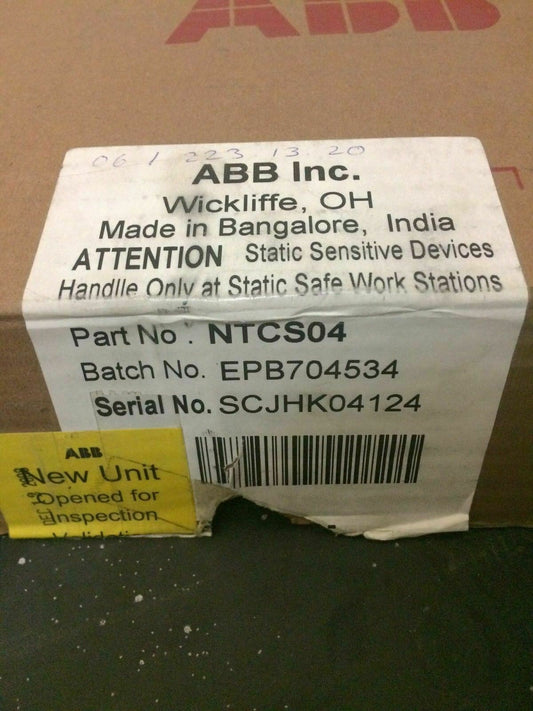 ABB
06 1 223 13 20
ABB Inc.
Wickliffe, OH
Made in Bangalore, India
ATTENTION Static Sensitive Devices
Handlle Only at Static Safe Work Stations
Part No : NTCS04
Batch No. EPB704534
Serial No. SCJHK04124
ABB
New Unit
Opened for
Inspection